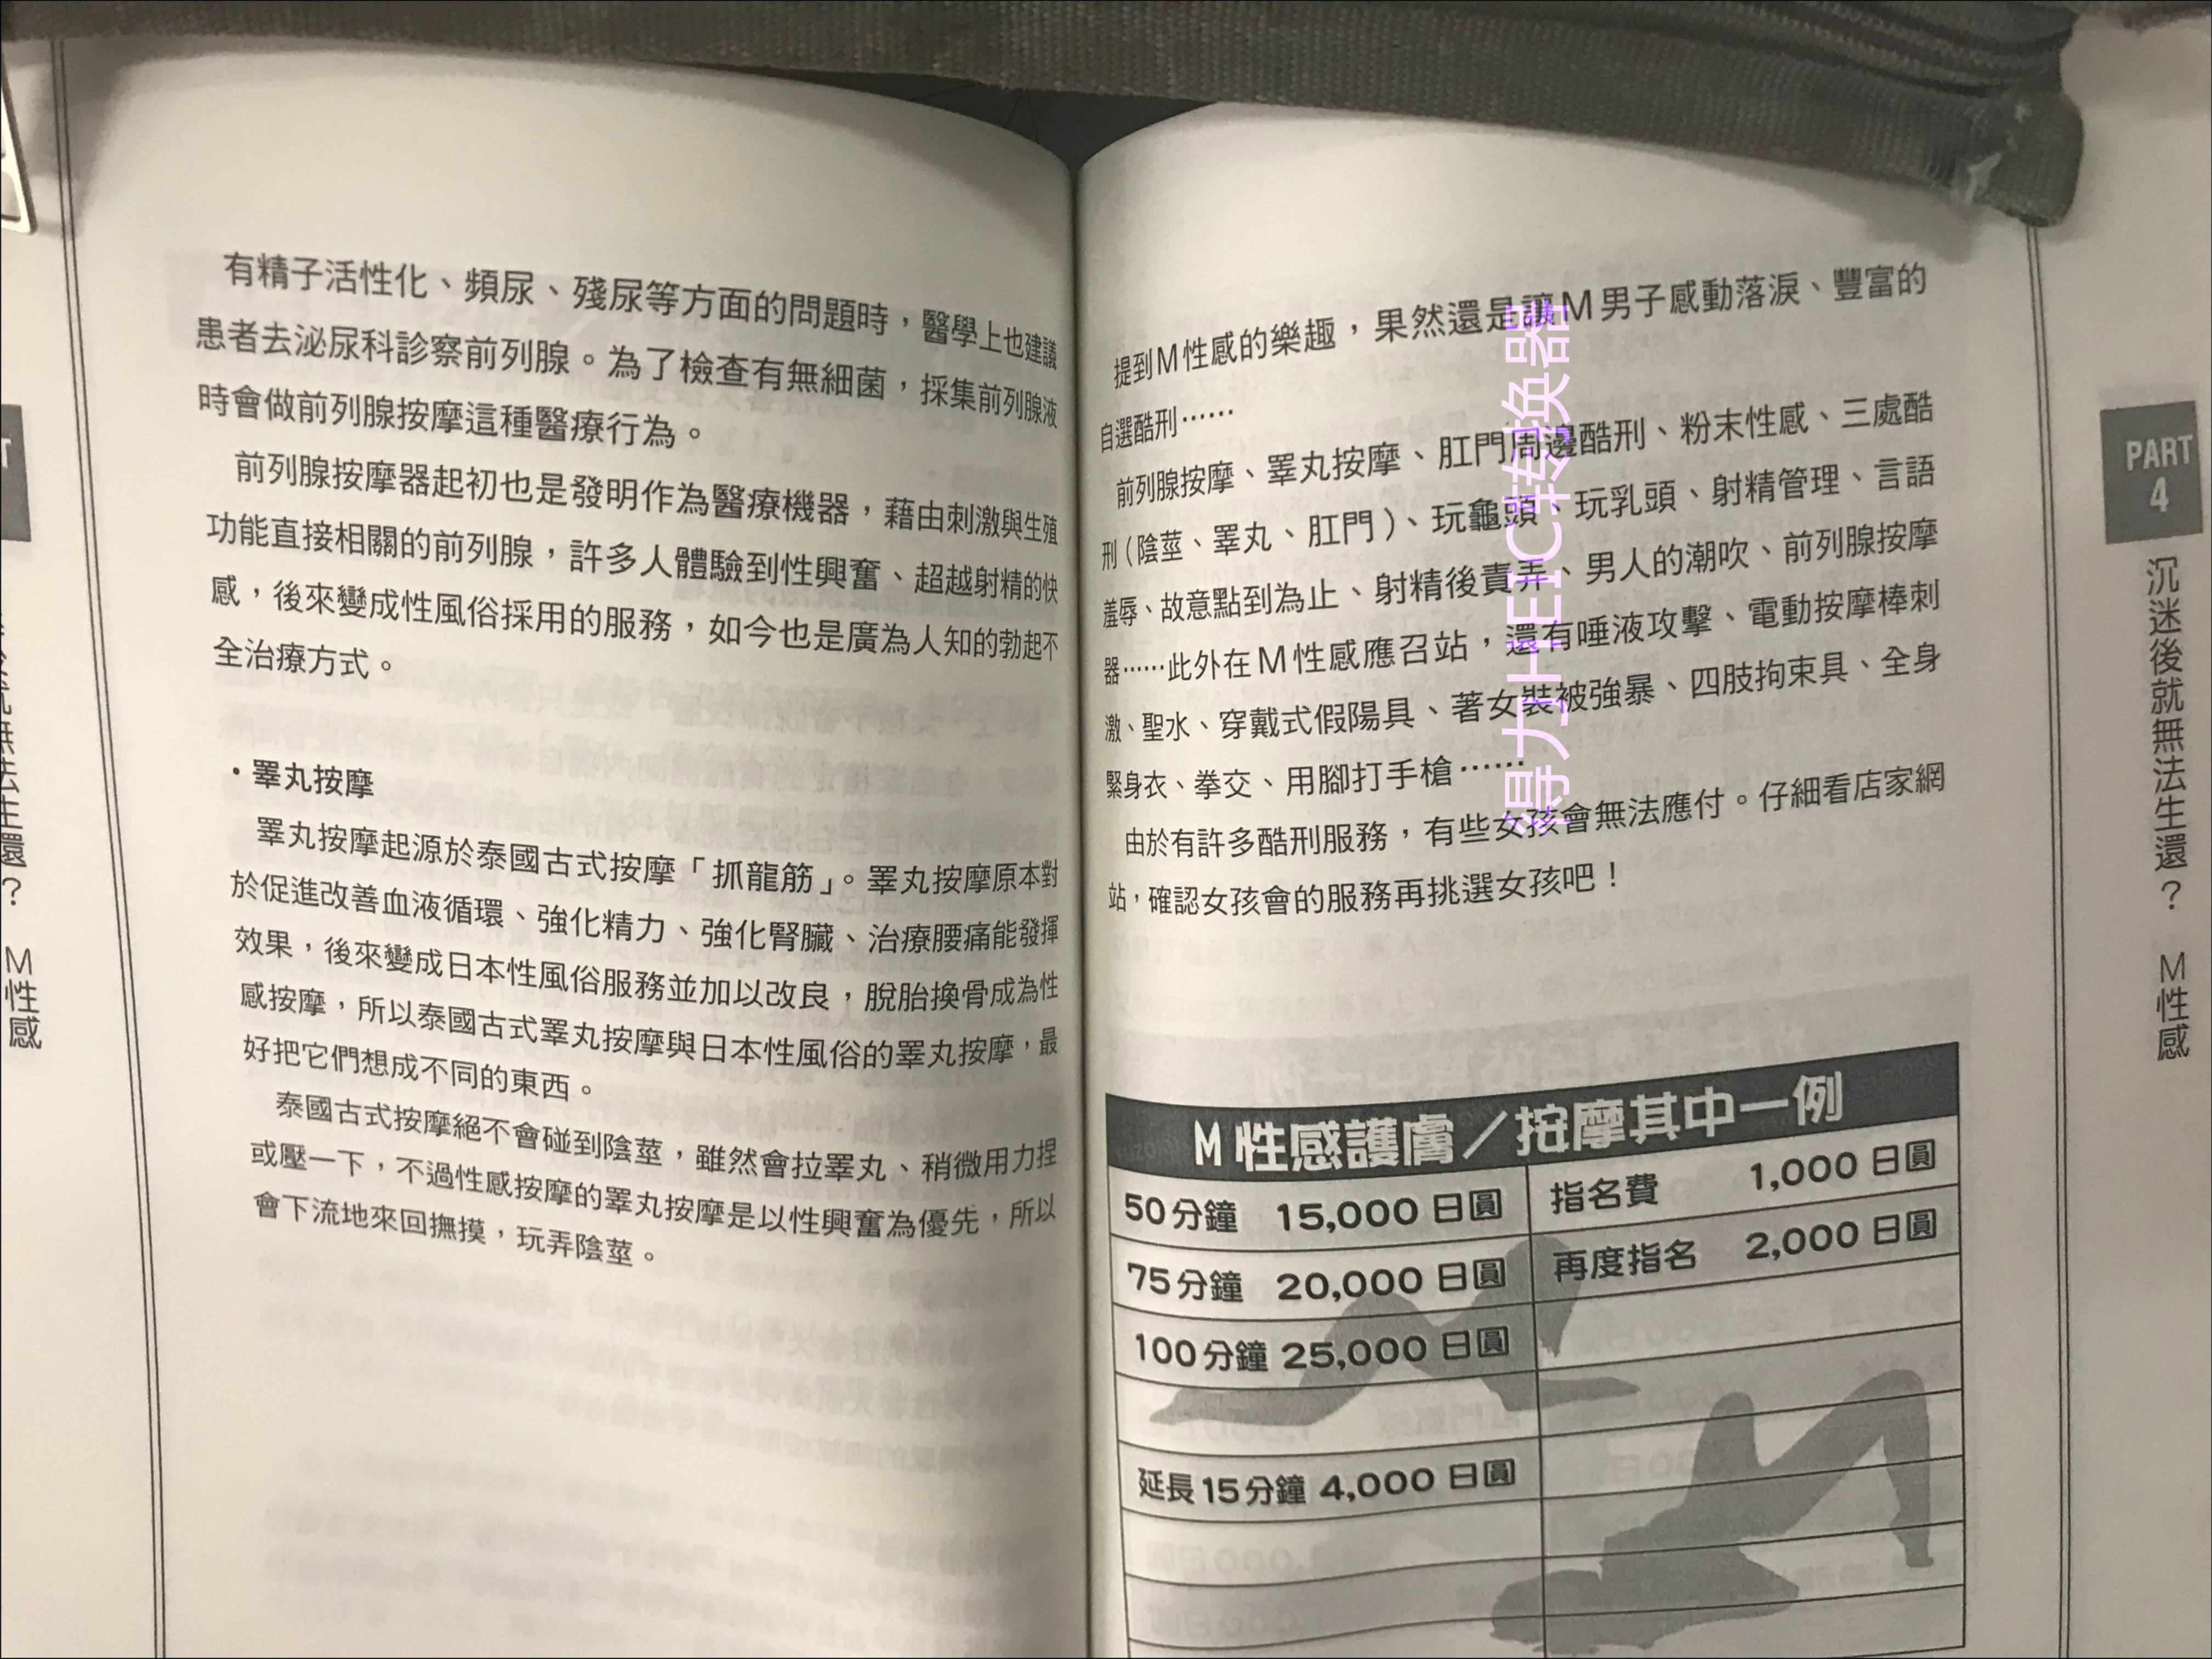 有精子活性化、頻尿、殘尿等方面的問題時，醫學上也建議
患者去泌尿科診察前列腺。為了檢查有無細菌，採集前列腺液
時會做前列腺按摩這種醫療行為。
前列腺按摩器起初也是發明作為醫療機器，藉由刺激與生殖
功能直接相關的前列腺，許多人體驗到性興奮、超越射精的快
感，後來變成性風俗採用的服務，如今也是廣為人知的勃起不
全治療方式。
・睪丸按摩
睪丸按摩起源於泰國古式按摩「抓龍筋」。睪丸按摩原本對
於促進改善血液循環、強化精力、強化腎臟、治療腰痛能發揮
效果，後來變成日本性風俗服務並加以改良，脫胎換骨成為性
感按摩，所以泰國古式睪丸按摩與日本性風俗的睪丸按摩，最
好把它們想成不同的東西。
泰國古式按摩絕不會碰到陰莖，雖然會拉睪丸、稍微用力捏
或壓一下，不過性感按摩的睪丸按摩是以性興奮為優先，所以
會下流地來回撫摸，玩弄陰莖。
提到M性感的樂趣，果然還是讓M男子感動落淚、豐富的
自選酷刑……
前列腺按摩、睪丸按摩、肛門周邊酷刑、粉末性感、三處酷
刑（陰莖、睪丸、肛門）、玩龜頭、玩乳頭、射精管理、言語
羞辱、故意點到為止、射精後責弄、男人的潮吹、前列腺按摩
器……此外在M性感應召站，還有唾液攻擊、電動按摩棒刺
激、聖水、穿戴式假陽具、著女裝被強暴、四肢拘束具、全身
緊身衣、拳交、用腳打手槍……
由於有許多酷刑服務，有些女孩會無法應付。仔細看店家網
站，確認女孩會的服務再挑選女孩吧！
M性感護膚／按摩其中一例
50分鐘 15,000日圓 指名費 1,000日圓
75分鐘 20,000日圓 再度指名 2,000日圓
100分鐘 25,000日圓
延長15分鐘 4,000日圓
PART
4
沉迷後就無法生還？ M性感
得力HEIC转换器